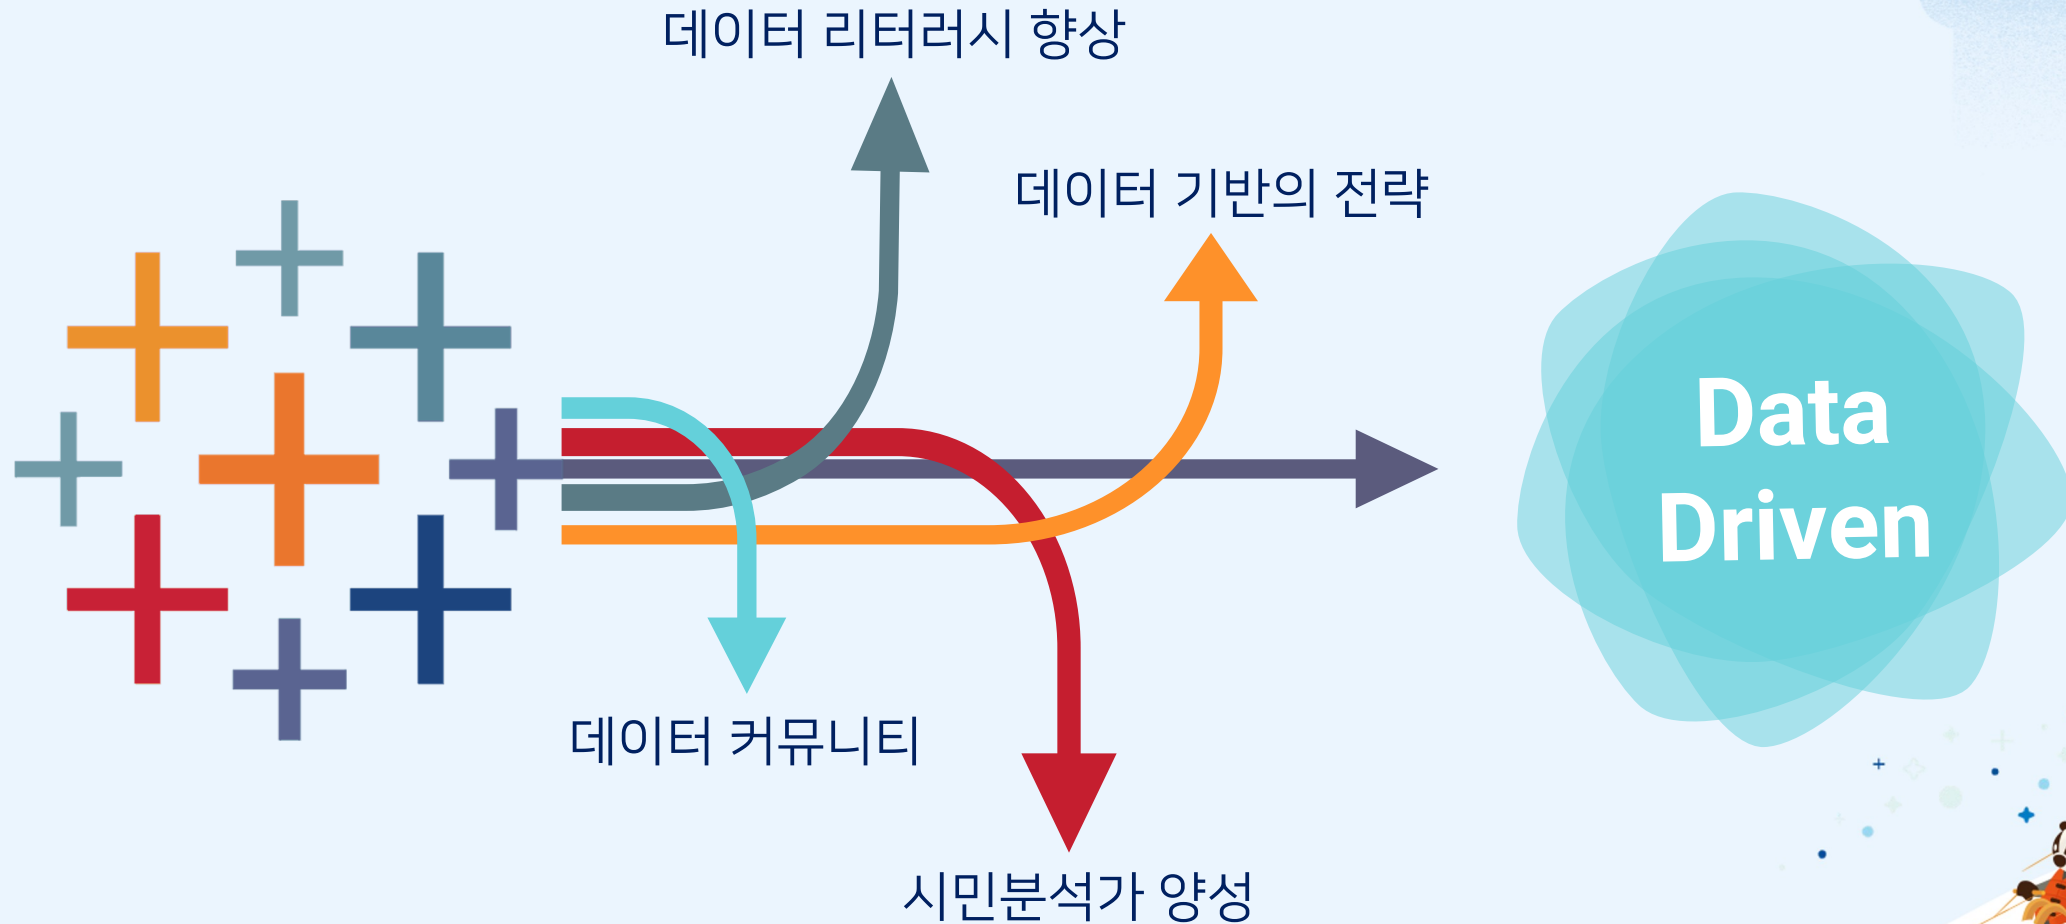 데이터 리터러시 향상
데이터 기반의 전략
Data
Driven
데이터 커뮤니티
시민분석가 양성